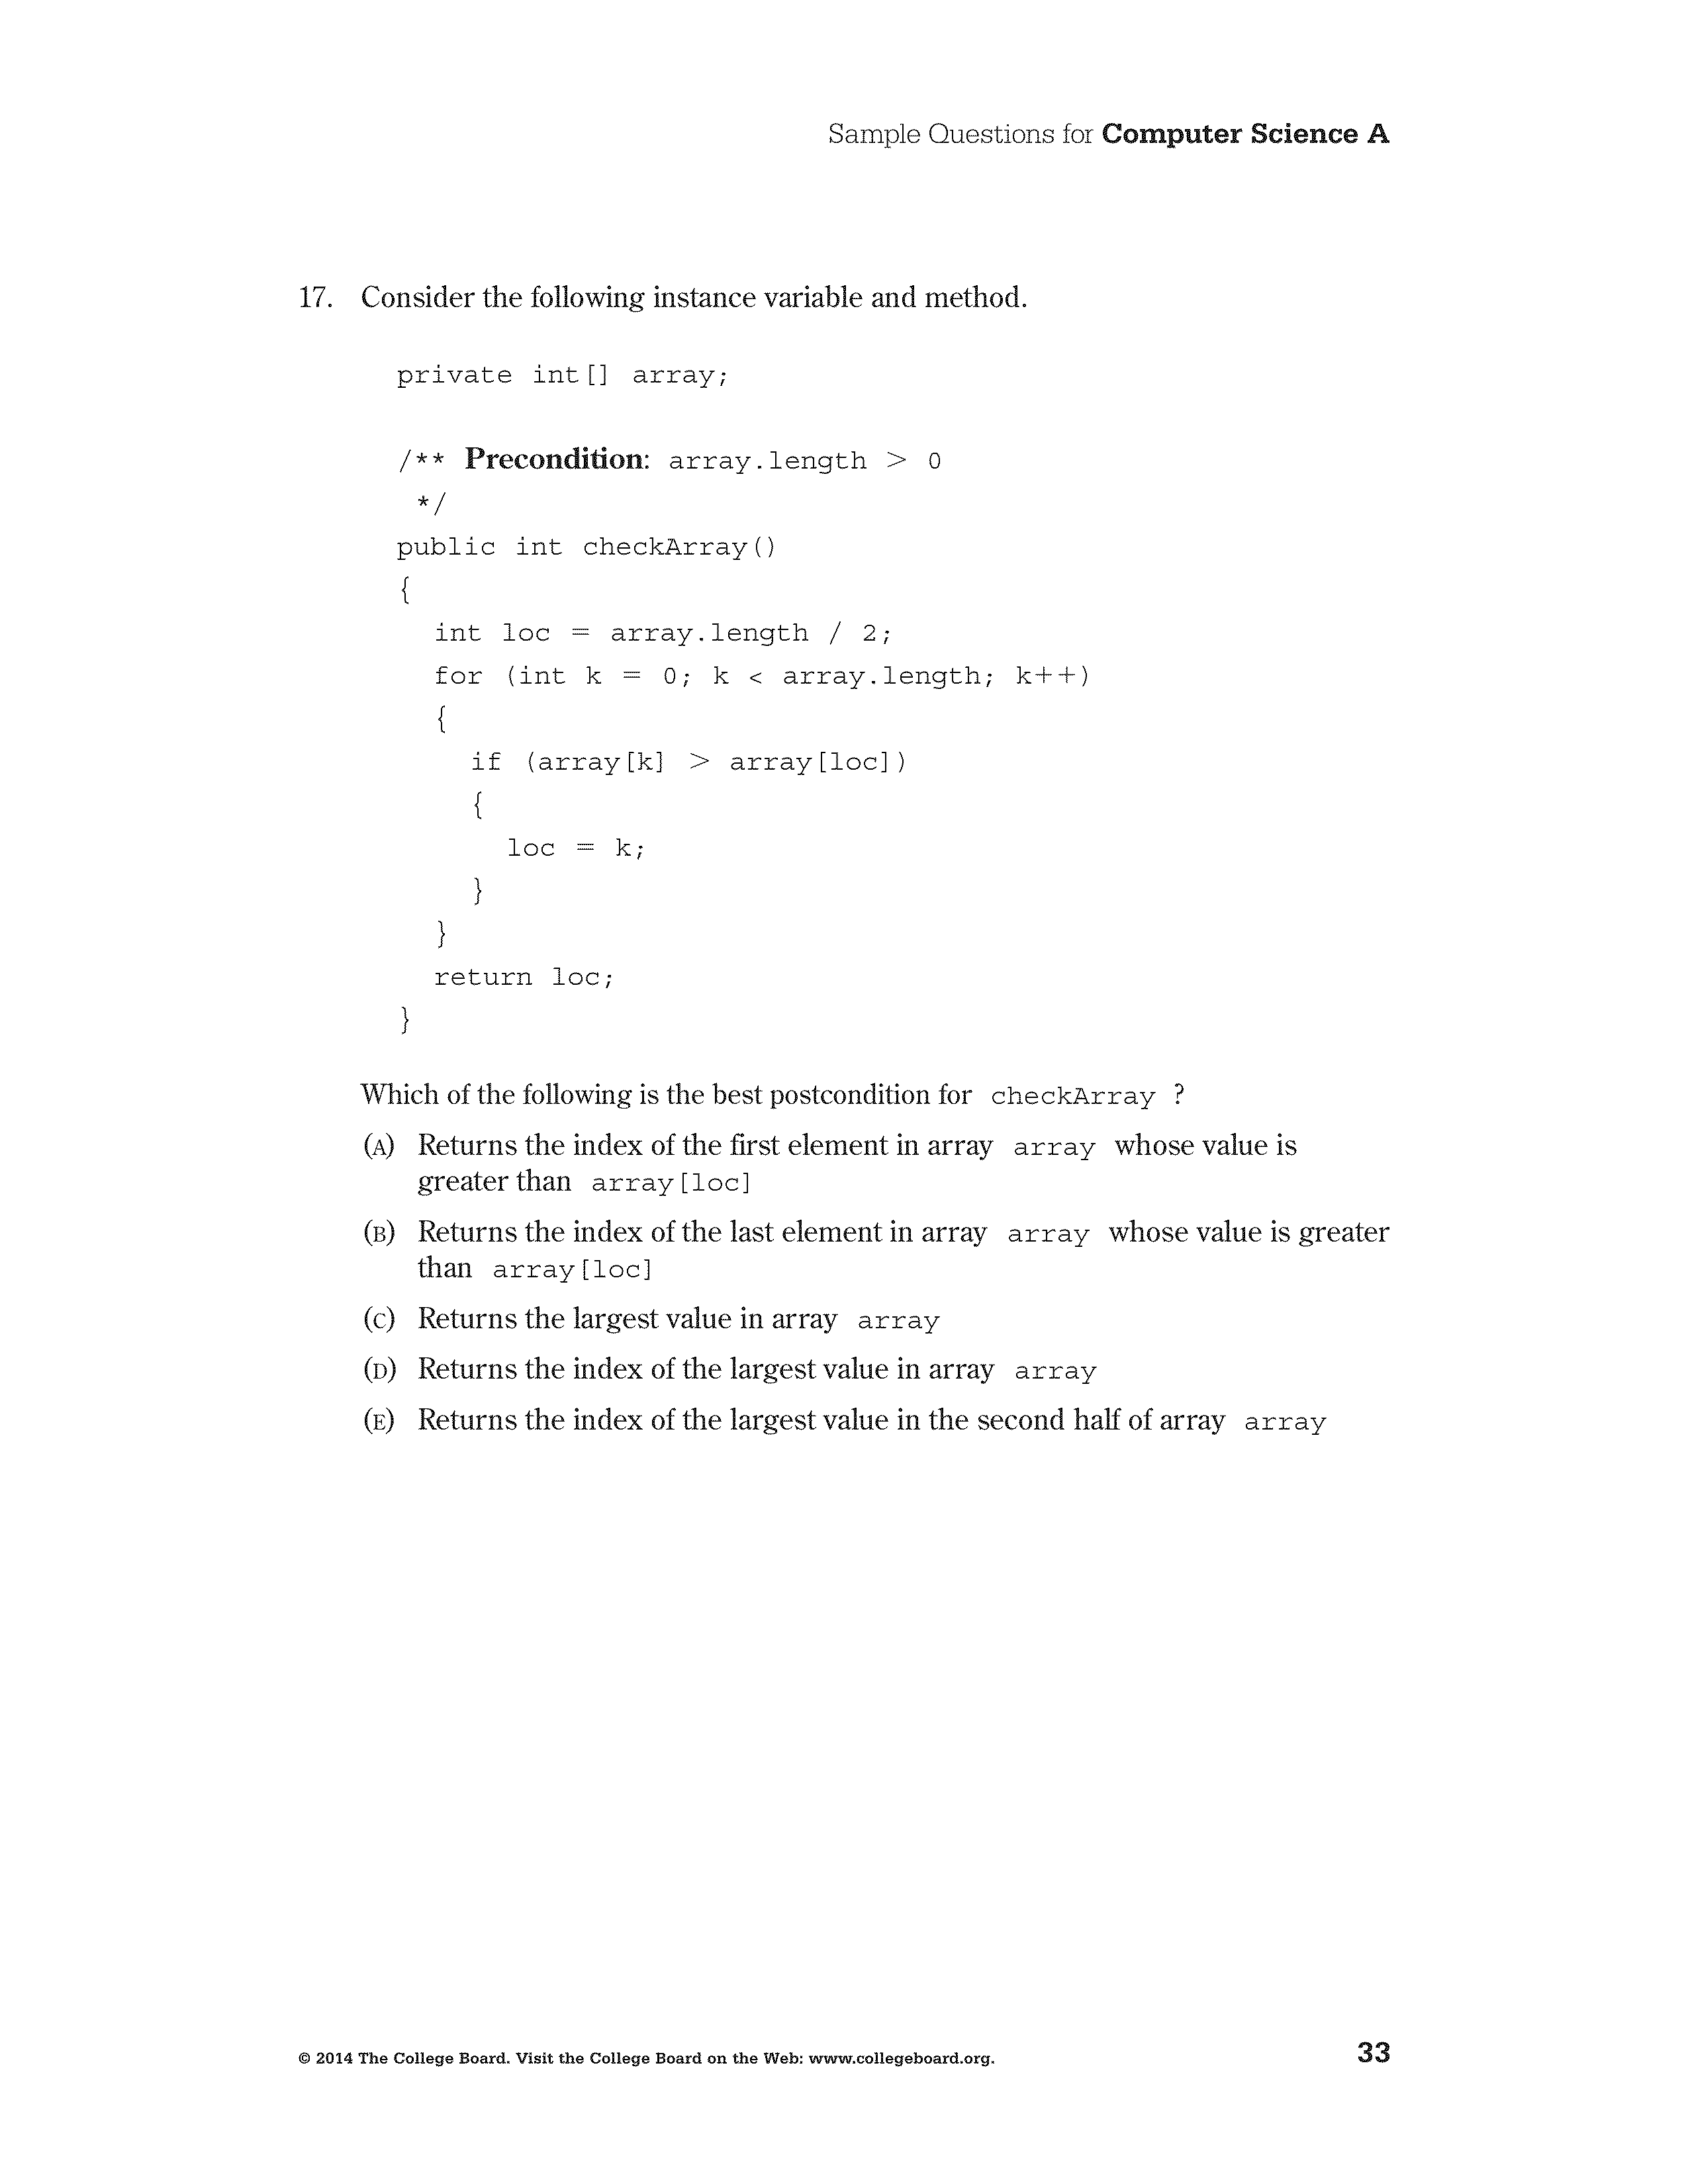 Sample Questions for Computer Science A
17. Consider the following instance variable and method.
private int[] array;
/** Precondition: array.length > 0
*/
public int checkArray()
{
int loc = array.length / 2;
for (int k = 0; k < array.length; k++)
{
if (array[k] > array[loc])
{
loc = k;
}
}
return loc;
}
Which of the following is the best postcondition for checkArray ?
(A) Returns the index of the first element in array array whose value is
greater than array[loc]
(B) Returns the index of the last element in array array whose value is greater
than array[loc]
(C) Returns the largest value in array array
(D) Returns the index of the largest value in array array
(E) Returns the index of the largest value in the second half of array array
© 2014 The College Board. Visit the College Board on the Web: www.collegeboard.org.
33